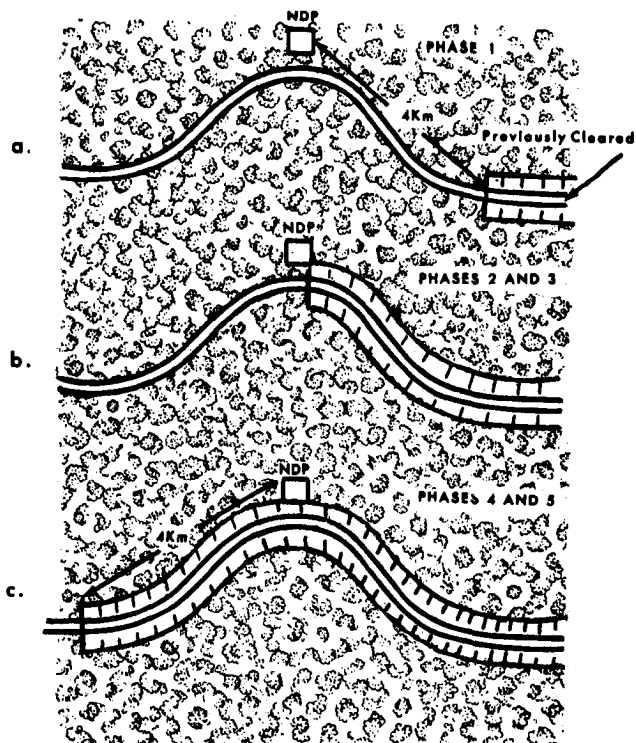 NDP
PHASE 1
4Km
Previously Cleared
a.
NDP
PHASES 2 AND 3
b.
NDP
PHASES 4 AND 5
4Km
c.